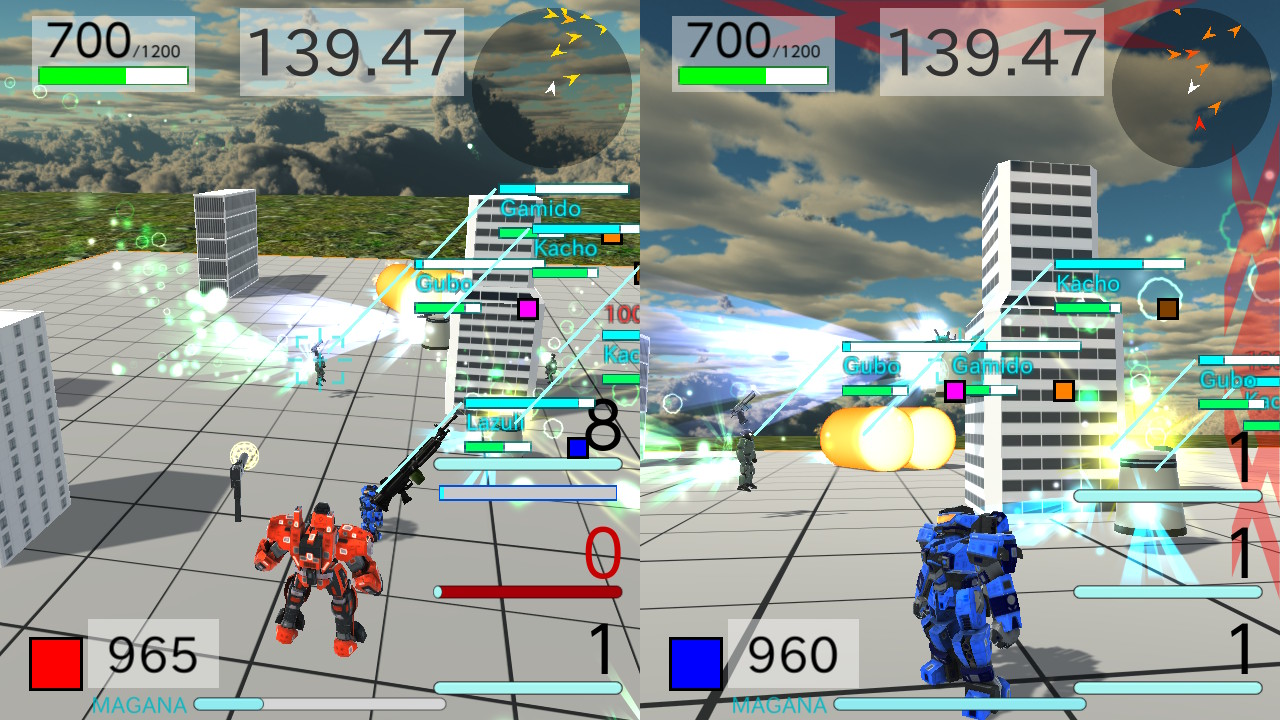 700/1200
139.47
Gamido
Kacho
Gubo
100
Kac
Lazuli
8
0
1
965
MAGANA
700/1200
139.47
Kacho
Gubo
Gamido
Gubo
Kac
1
1
1
960
MAGANA